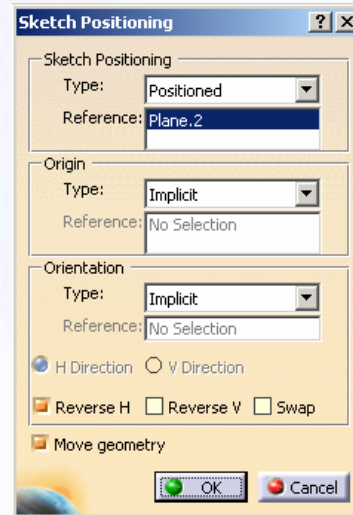 Sketch Positioning
Sketch Positioning
Type: Positioned
Reference: Plane.2
Origin
Type: Implicit
Reference: No Selection
Orientation
Type: Implicit
Reference: No Selection
H Direction V Direction
Reverse H Reverse V Swap
Move geometry
OK Cancel